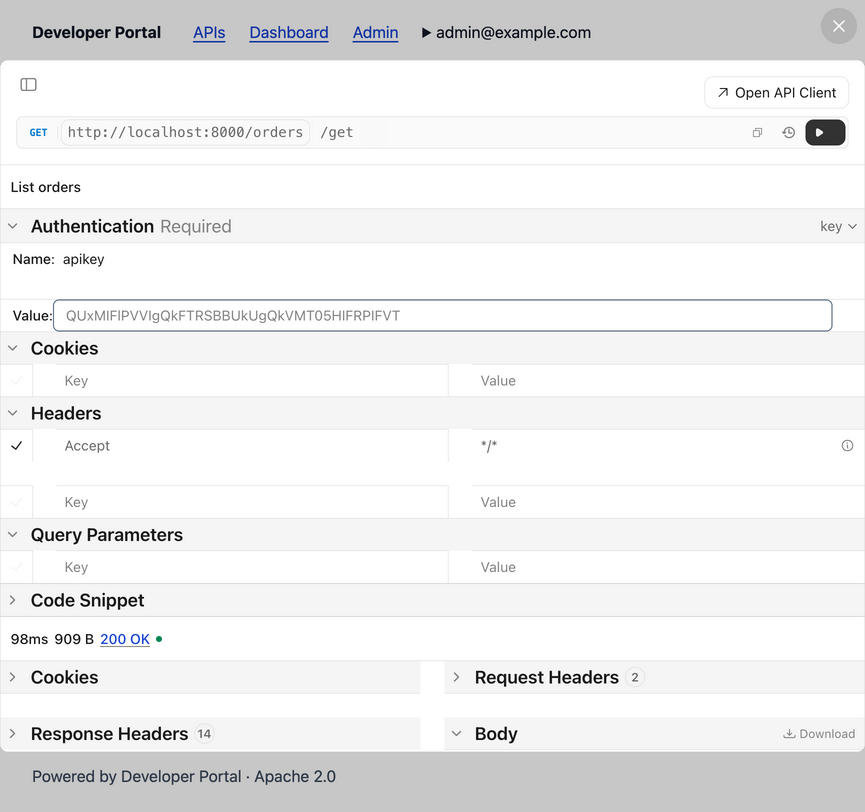 Developer Portal APIs Dashboard Admin ▶ admin@example.com
Open API Client
GET http://localhost:8000/orders /get
List orders
Authentication Required key
Name: apikey
Value: QUxMIFlPVVIgQkFTRSBBUkUgQkVMT05HIFRPIFVT
Cookies
Key Value
Headers
Accept */*
Key Value
Query Parameters
Key Value
Code Snippet
98ms 909 B 200 OK
Cookies
Request Headers 2
Response Headers 14
Body Download
Powered by Developer Portal · Apache 2.0